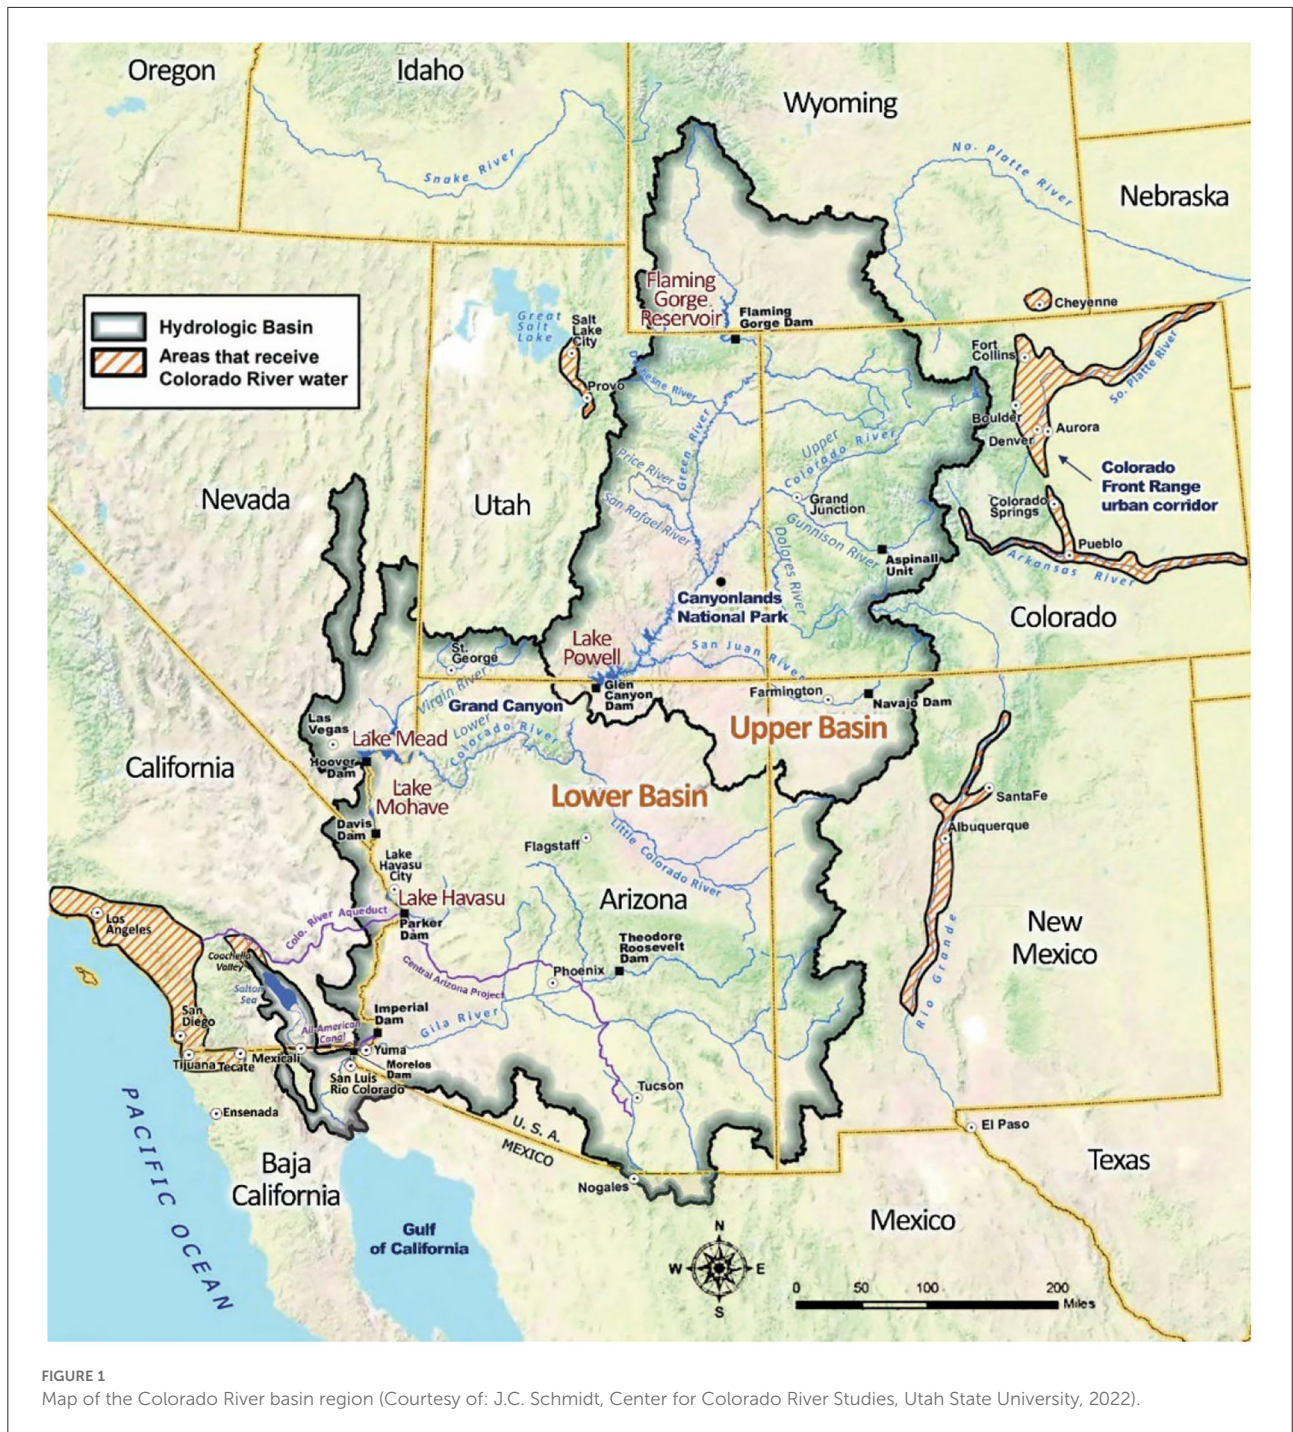 Oregon
Idaho
Wyoming
Snake River
No. Platte River
Nebraska
Flaming
Gorge
Reservoir
Flaming
Gorge Dam
Cheyenne
Hydrologic Basin
Areas that receive
Colorado River water
Great
Salt
Lake
Salt
Lake
City
Provo
Duchesne River
Fort
Collins
So. Platte River
Boulder
Denver
Aurora
Colorado
Front Range
urban corridor
Nevada
Utah
Price River
Green River
San Rafael River
Upper
Colorado River
Grand
Junction
Gunnison River
Dolores River
Aspinall
Unit
Colorado
Springs
Pueblo
Arkansas River
Canyonlands
National Park
Colorado
St.
George
Lake
Powell
San Juan River
Virgin River
Grand Canyon
Glen
Canyon
Dam
Farmington
Navajo Dam
Las
Vegas
Lake Mead
Lower
Colorado River
Upper Basin
California
Hoover
Dam
Lake
Mohave
Lower Basin
SantaFe
Davis
Dam
Albuquerque
Flagstaff
Little Colorado River
Lake
Havasu
City
Lake Havasu
Arizona
Colo. River Aqueduct
Parker
Dam
Los
Angeles
New
Mexico
Theodore
Roosevelt
Dam
Coachella
Valley
Central Arizona Project
Phoenix
Salton
Sea
Rio Grande
San
Diego
Imperial
Dam
Gila River
All-American
Canal
Tijuana
Tecate
Mexicali
Yuma
Morelos
Dam
San Luis
Rio Colorado
Tucson
Ensenada
U. S. A.
MEXICO
El Paso
PACIFIC OCEAN
Baja
California
Nogales
Texas
Mexico
Gulf
of California
N
W
E
S
0
50
100
200
Miles
FIGURE 1
Map of the Colorado River basin region (Courtesy of: J.C. Schmidt, Center for Colorado River Studies, Utah State University, 2022).